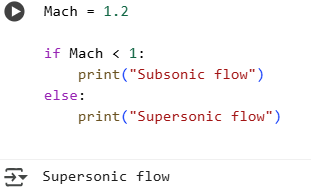 Mach = 1.2
if Mach < 1:
    print("Subsonic flow")
else:
    print("Supersonic flow")
Supersonic flow